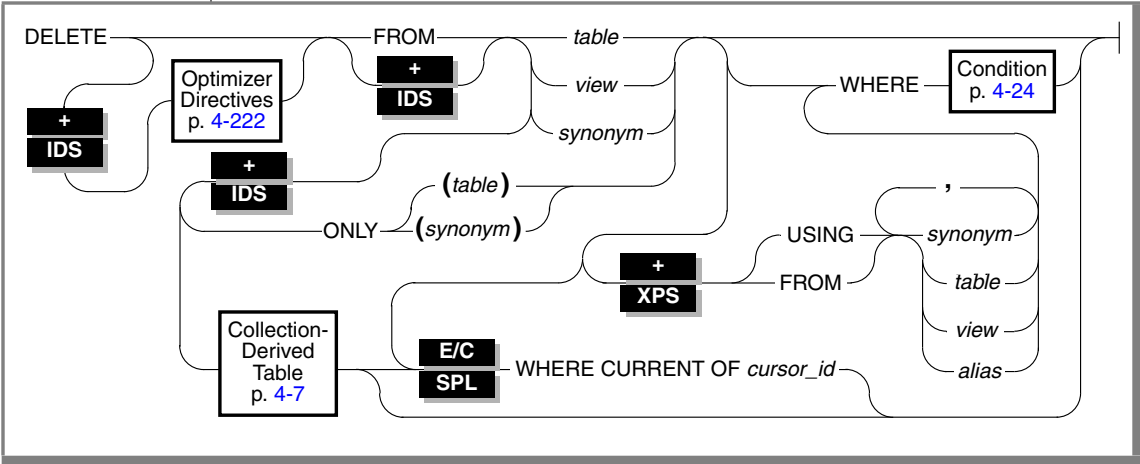 DELETE
FROM
table
+
IDS
view
synonym
Optimizer
Directives
p. 4-222
+
IDS
WHERE
Condition
p. 4-24
+
IDS
ONLY
(table)
(synonym)
+
XPS
USING
FROM
,
synonym
table
view
alias
Collection-
Derived
Table
p. 4-7
E/C
SPL
WHERE CURRENT OF cursor_id